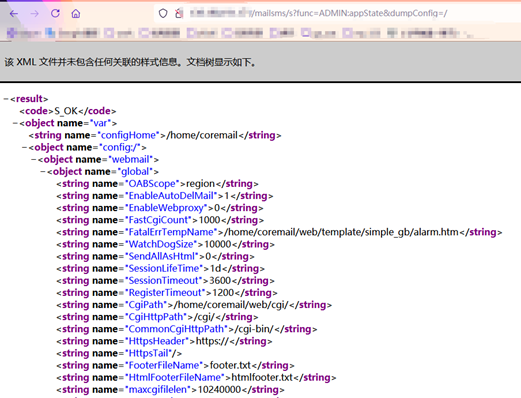 /mailsms/s?func=ADMIN:appState&dumpConfig=/
该 XML 文件并未包含任何关联的样式信息。文档树显示如下。
−<result>
<code>S_OK</code>
−<object name="var">
<string name="configHome">/home/coremail</string>
−<object name="config:/">
−<object name="webmail">
−<object name="global">
<string name="OABScope">region</string>
<string name="EnableAutoDelMail">1</string>
<string name="EnableWebproxy">0</string>
<string name="FastCgiCount">1000</string>
<string name="FatalErrTempName">/home/coremail/web/template/simple_gb/alarm.htm</string>
<string name="WatchDogSize">10000</string>
<string name="SendAllAsHtml">0</string>
<string name="SessionLifeTime">1d</string>
<string name="SessionTimeout">3600</string>
<string name="RegisterTimeout">1200</string>
<string name="CgiPath">/home/coremail/web/cgi/</string>
<string name="CgiHttpPath">/cgi/</string>
<string name="CommonCgiHttpPath">/cgi-bin/</string>
<string name="HttpsHeader">https://</string>
<string name="HttpsTail"/>
<string name="FooterFileName">footer.txt</string>
<string name="HtmlFooterFileName">htmlfooter.txt</string>
<string name="maxcgifilelen">10240000</string>